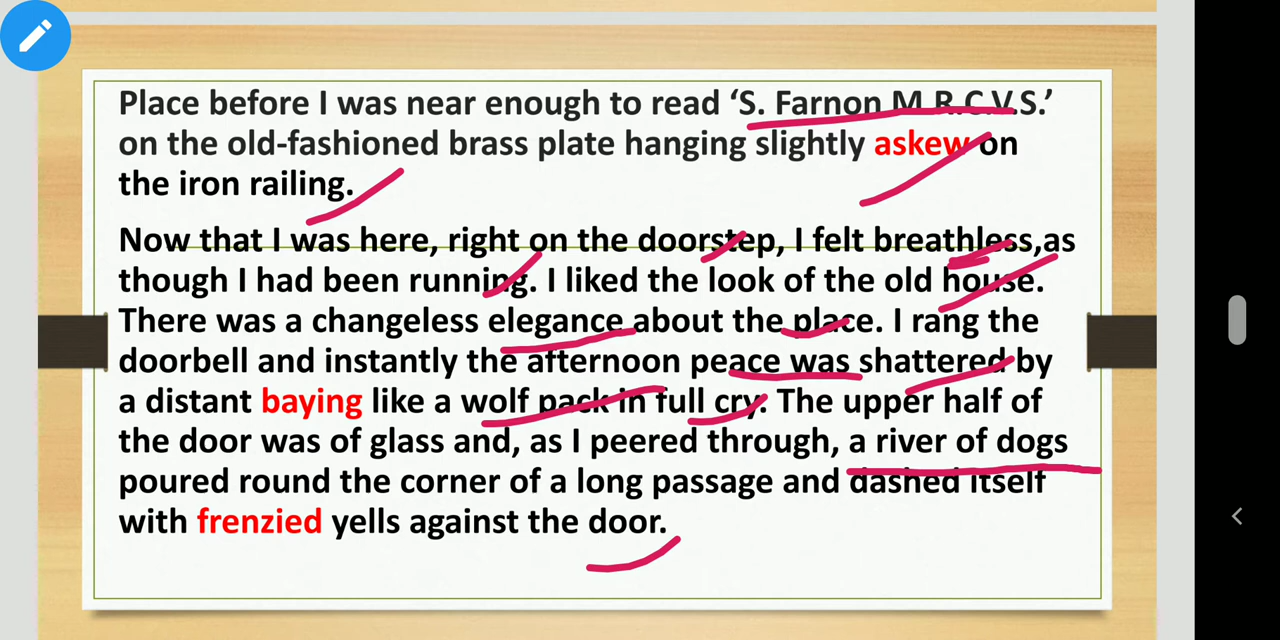 Place before I was near enough to read ‘S. Farnon M.R.C.V.S.’
on the old-fashioned brass plate hanging slightly askew on
the iron railing.
Now that I was here, right on the doorstep, I felt breathless,as
though I had been running. I liked the look of the old house.
There was a changeless elegance about the place. I rang the
doorbell and instantly the afternoon peace was shattered by
a distant baying like a wolf pack in full cry. The upper half of
the door was of glass and, as I peered through, a river of dogs
poured round the corner of a long passage and dashed itself
with frenzied yells against the door.